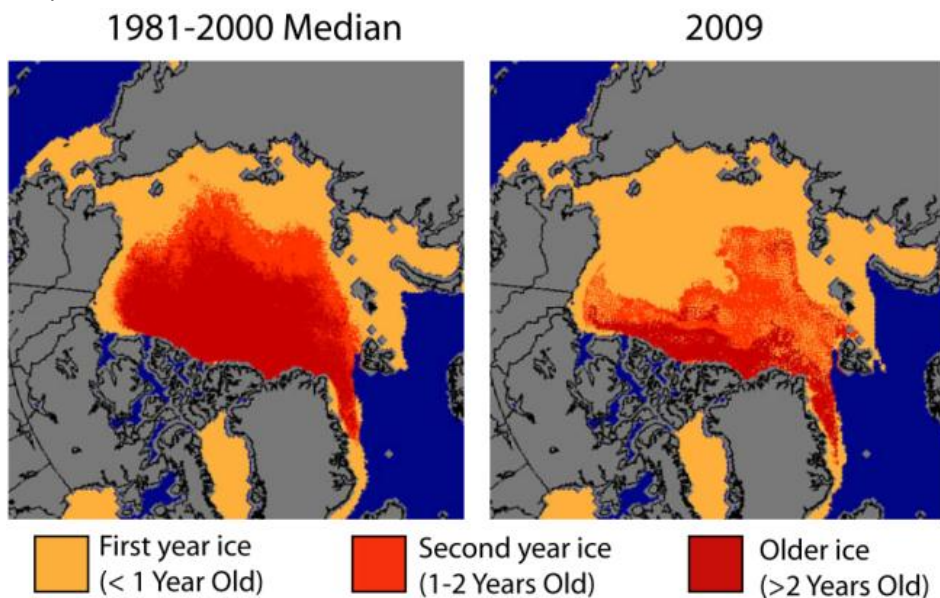 1981-2000 Median
2009
First year ice
(< 1 Year Old)
Second year ice
(1-2 Years Old)
Older ice
(>2 Years Old)